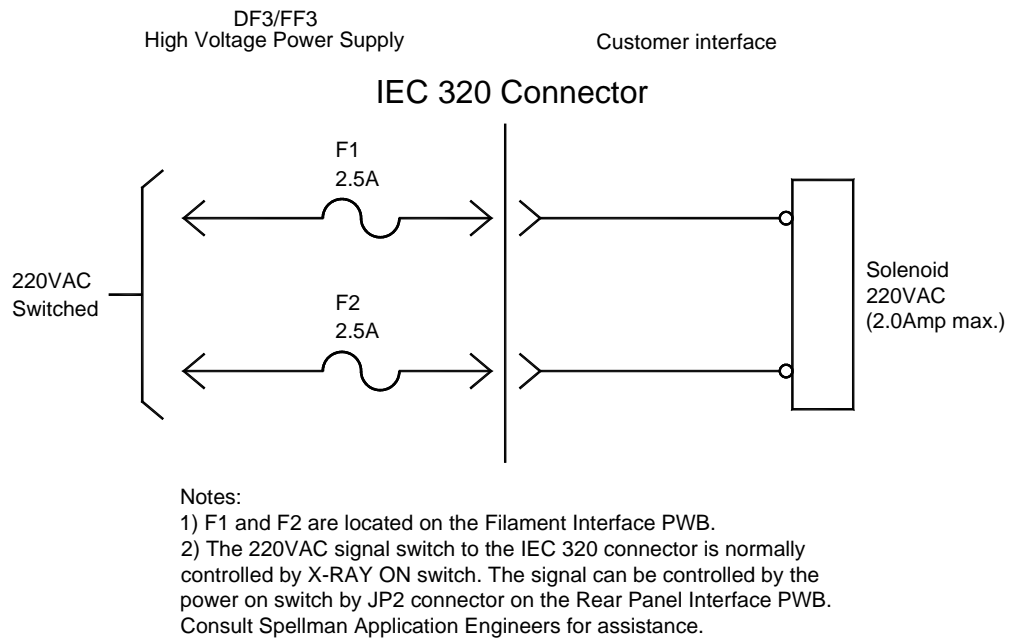 DF3/FF3
High Voltage Power Supply
Customer interface
IEC 320 Connector
F1
2.5A
220VAC
Switched
F2
2.5A
Solenoid
220VAC
(2.0Amp max.)
Notes:
1) F1 and F2 are located on the Filament Interface PWB.
2) The 220VAC signal switch to the IEC 320 connector is normally
controlled by X-RAY ON switch. The signal can be controlled by the
power on switch by JP2 connector on the Rear Panel Interface PWB.
Consult Spellman Application Engineers for assistance.